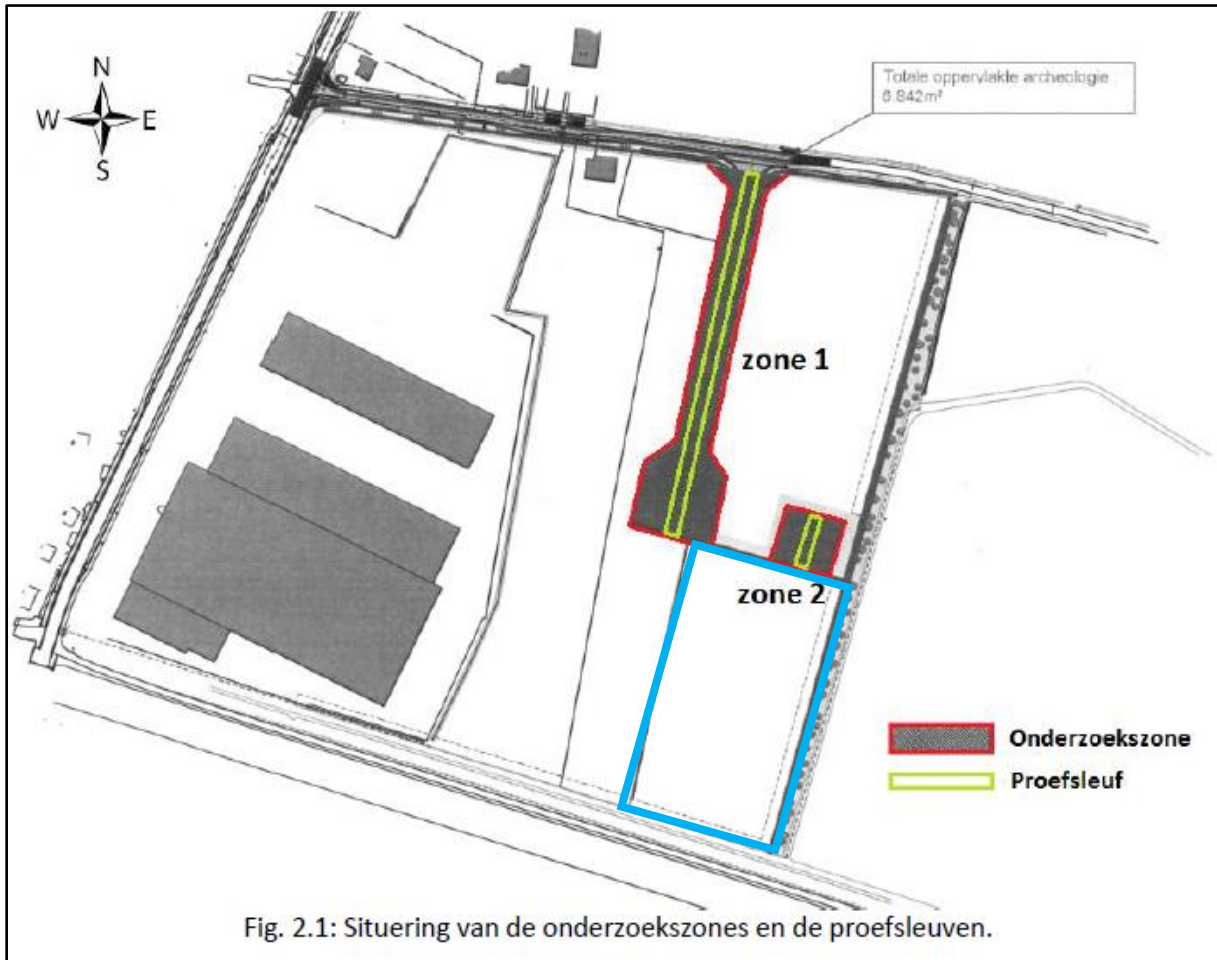 N
W E
S
Totale oppervlakte archeologie
6.842m²
zone 1
zone 2
Onderzoekszone
Proefsleuf
Fig. 2.1: Situering van de onderzoekszones en de proefsleuven.